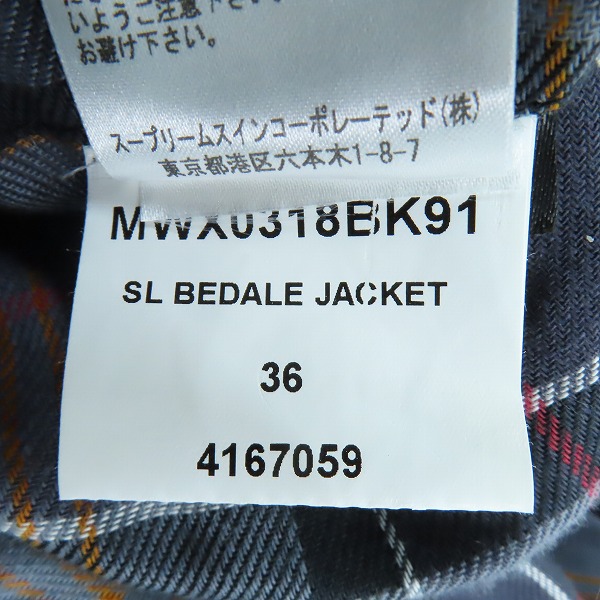 いようご注意下さい。
お避け下さい。
スープリームスインコーポレーテッド(株)
東京都港区六本木1-8-7
MWX0318BK91
SL BEDALE JACKET
36
4167059